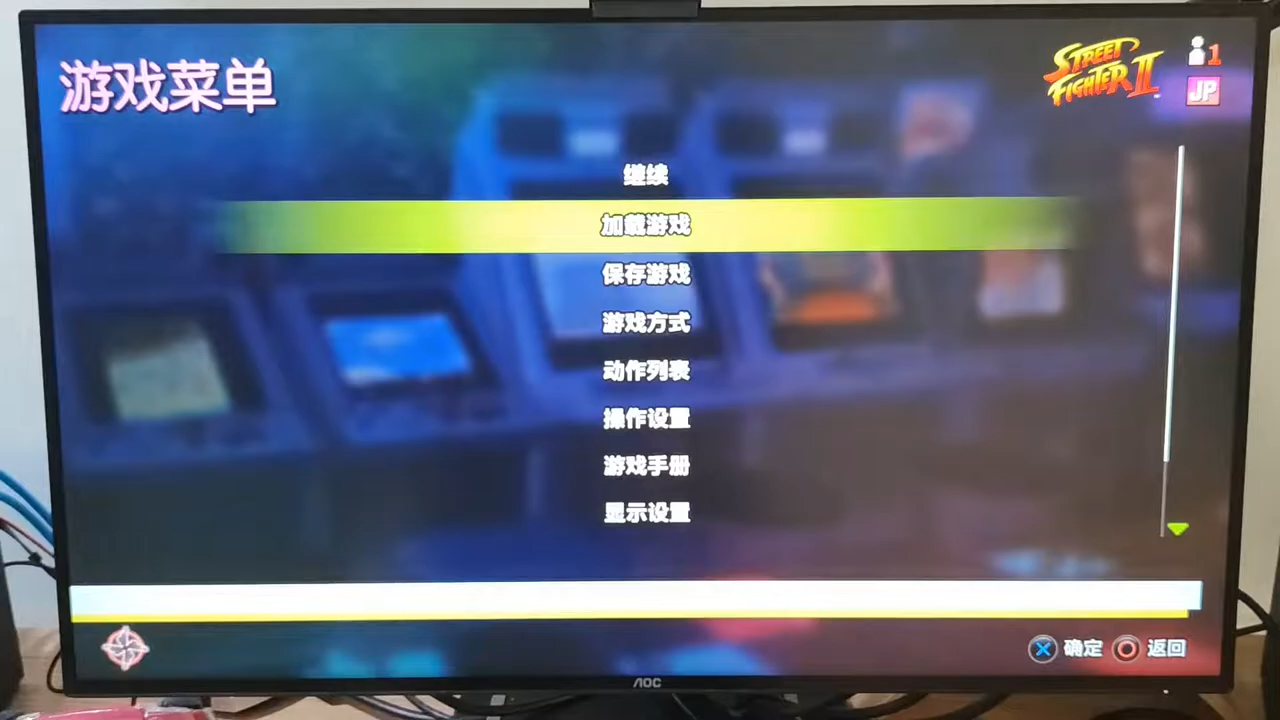 游戏菜单
STREET FIGHTER II
1
JP
继续
加载游戏
保存游戏
游戏方式
动作列表
操作设置
游戏手册
显示设置
确定 返回
AOC